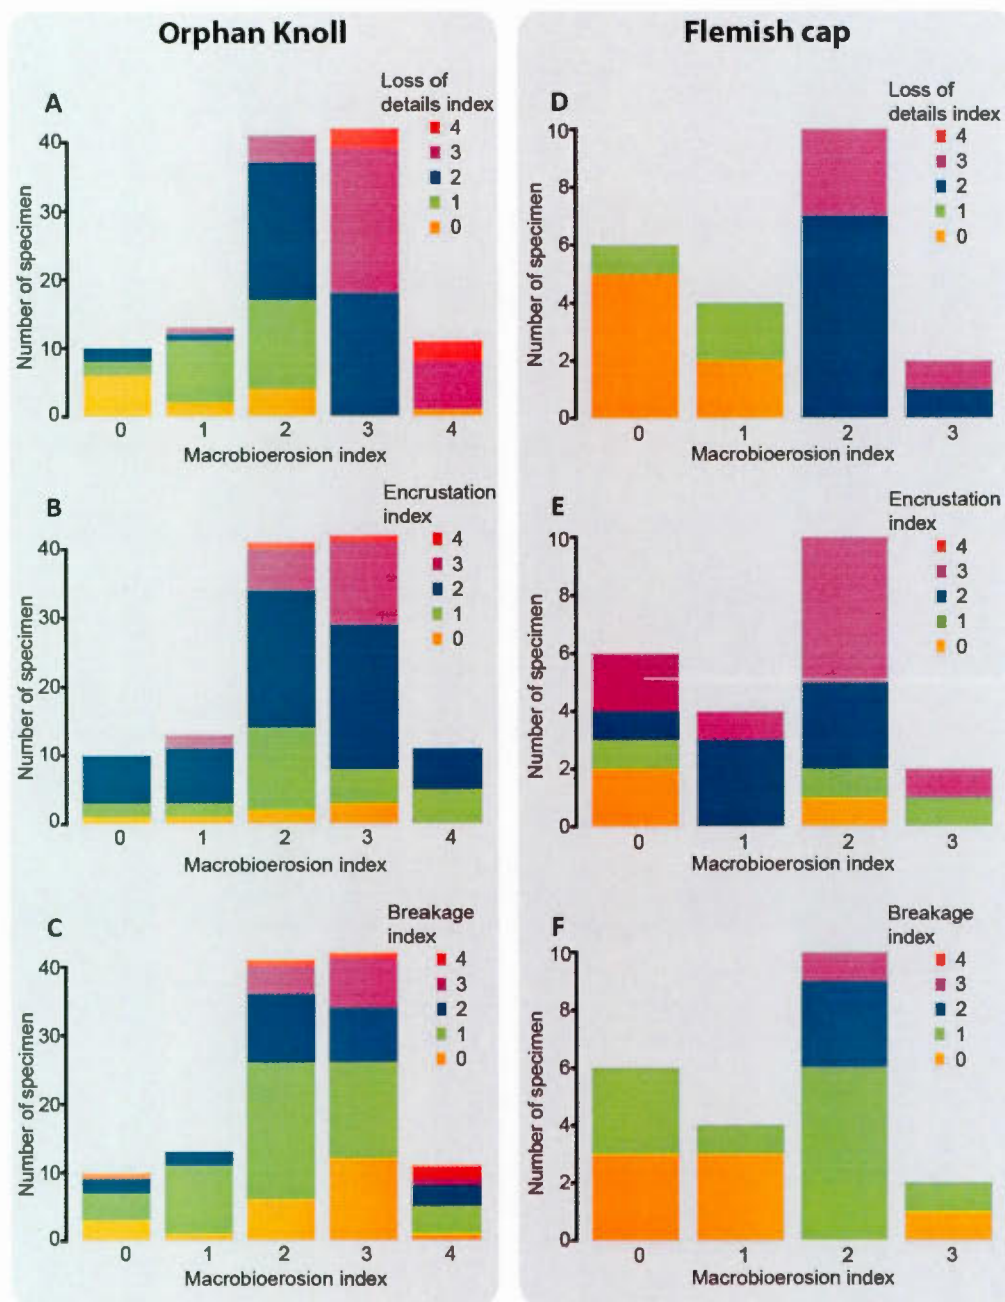 Orphan Knoll
A
Loss of
details index
4
3
2
1
0
Number of specimen
40
30
20
10
0
0 1 2 3 4
Macrobioerosion index
B
Encrustation
index
4
3
2
1
0
Number of specimen
40
30
20
10
0
0 1 2 3 4
Macrobioerosion index
C
Breakage
index
4
3
2
1
0
Number of specimen
40
30
20
10
0
0 1 2 3 4
Macrobioerosion index
Flemish cap
D
Loss of
details index
4
3
2
1
0
Number of specimen
10
8
6
4
2
0
0 1 2 3
Macrobioerosion index
E
Encrustation
index
4
3
2
1
0
Number of specimen
10
8
6
4
2
0
0 1 2 3
Macrobioerosion index
F
Breakage
index
4
3
2
1
0
Number of specimen
10
8
6
4
2
0
0 1 2 3
Macrobioerosion index